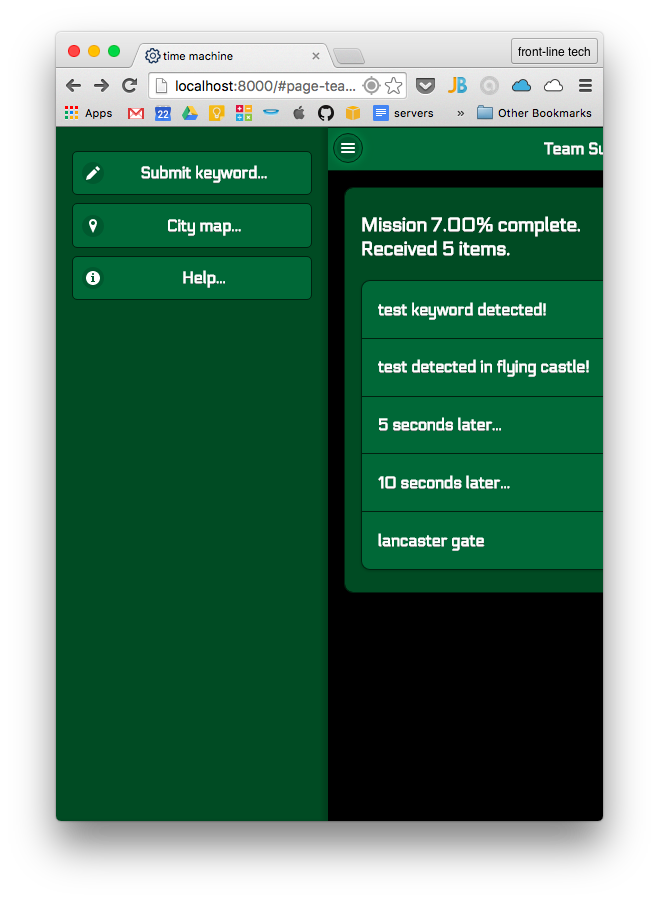 time machine
front-line tech
localhost:8000/#page-tea...
Apps
22
JB
servers
»
Other Bookmarks
Submit keyword...
City map...
Help...
Team Su
Mission 7.00% complete.
Received 5 items.
test keyword detected!
test detected in flying castle!
5 seconds later...
10 seconds later...
lancaster gate